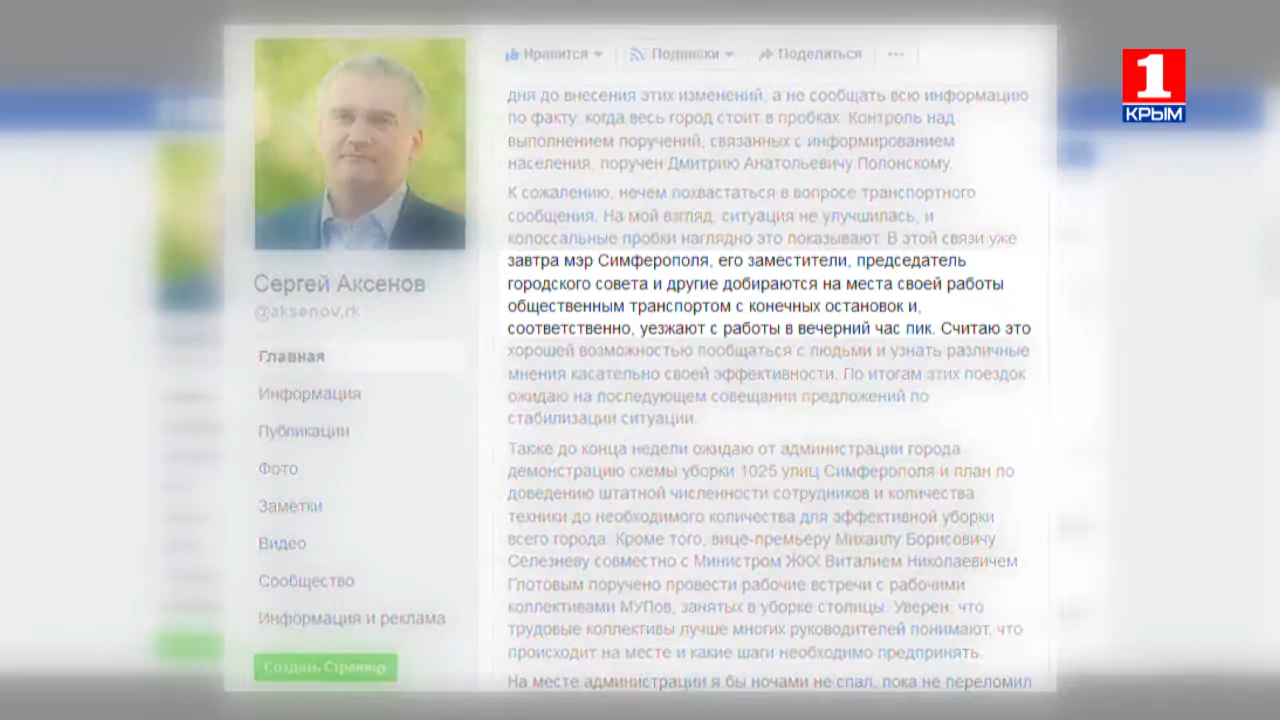 1
КРЫМ
Нравится
Подписки
Поделиться
дня до внесения этих изменений, а не сообщать всю информацию
по факту, когда весь город стоит в пробках. Контроль над
выполнением поручений, связанных с информированием
населения, поручен Дмитрию Анатольевичу Полонскому.
К сожалению, нечем похвастаться в вопросе транспортного
сообщения. На мой взгляд, ситуация не улучшилась, и
колоссальные пробки наглядно это показывают. В этой связи уже
завтра мэр Симферополя, его заместители, председатель
городского совета и другие добираются на места своей работы
общественным транспортом с конечных остановок и,
соответственно, уезжают с работы в вечерний час пик. Считаю это
хорошей возможностью пообщаться с людьми и узнать различные
мнения касательно своей эффективности. По итогам этих поездок
ожидаю на последующем совещании предложений по
стабилизации ситуации.
Также до конца недели ожидаю от администрации города
демонстрацию схемы уборки 1025 улиц Симферополя и план по
доведению штатной численности сотрудников и количества
техники до необходимого количества для эффективной уборки
всего города. Кроме того, вице-премьеру Михаилу Борисовичу
Селезневу совместно с Министром ЖКХ Виталием Николаевичем
Глотовым поручено провести рабочие встречи с рабочими
коллективами МУПов, занятых в уборке столицы. Уверен, что
трудовые коллективы лучше многих руководителей понимают, что
происходит на месте и какие шаги необходимо предпринять.
На месте администрации я бы ночами не спал, пока не переломил
Сергей Аксенов
@aksenov.rk
Главная
Информация
Публикации
Фото
Заметки
Видео
Сообщество
Информация и реклама
Создать Страницу